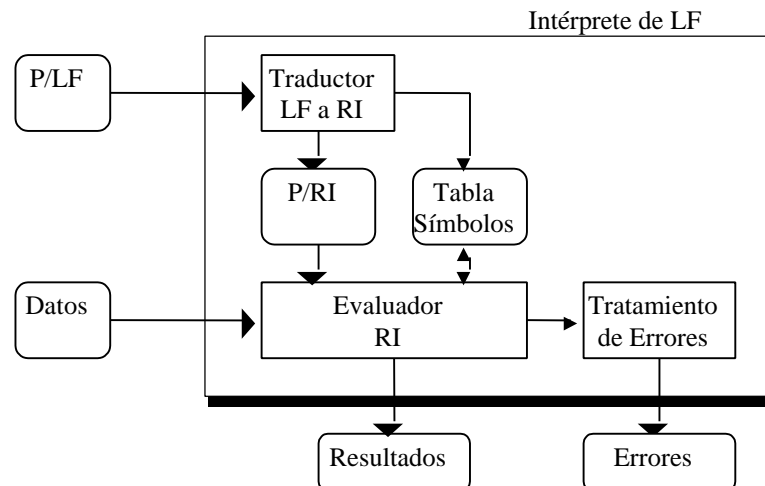 Intérprete de LF
P/LF
Traductor
LF a RI
P/RI
Tabla
Símbolos
Datos
Evaluador
RI
Tratamiento
de Errores
Resultados
Errores